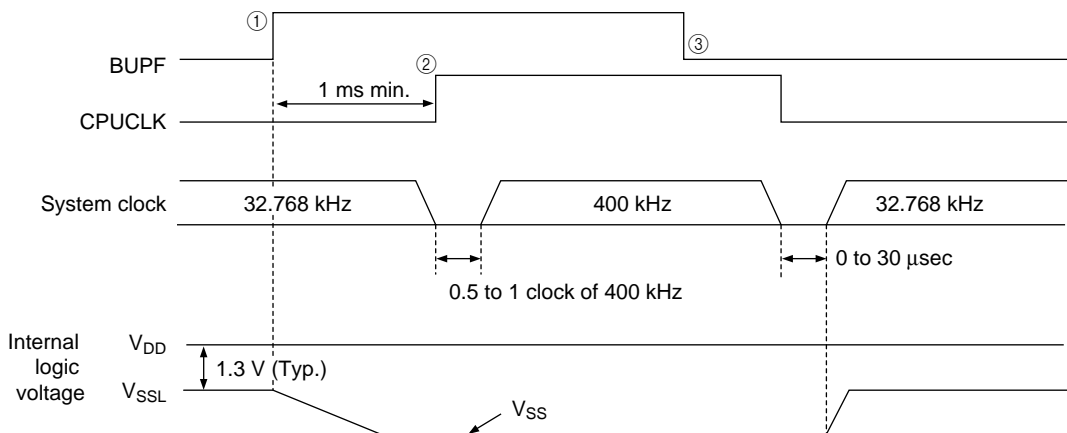 ①
③
BUPF
②
1 ms min.
CPUCLK
System clock
32.768 kHz
400 kHz
32.768 kHz
0 to 30 μsec
0.5 to 1 clock of 400 kHz
Internal logic voltage
VDD
1.3 V (Typ.)
VSSL
VSS